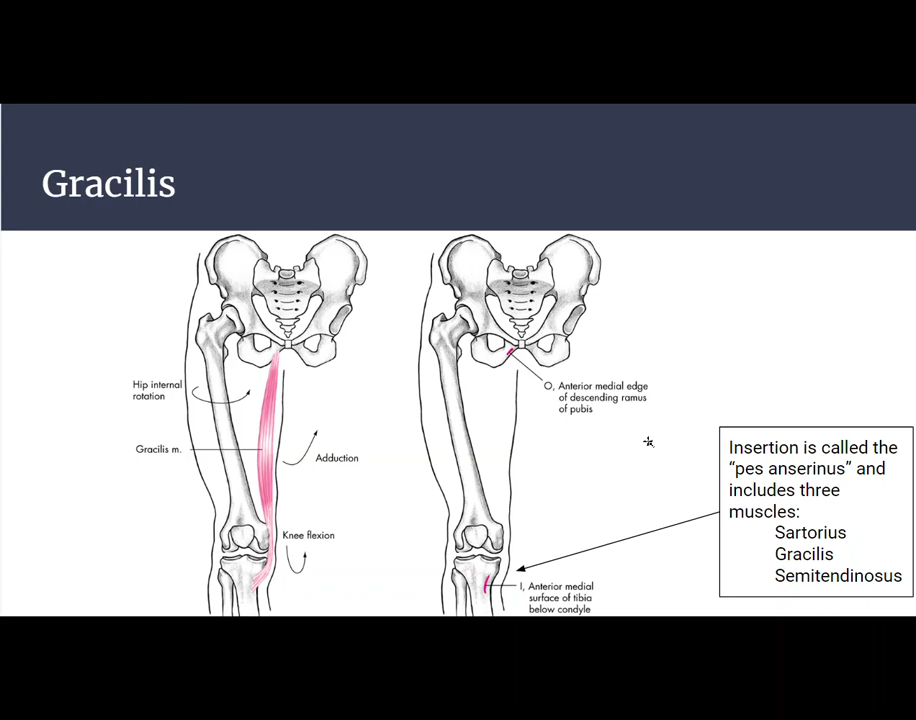 Gracilis
Hip internal
rotation
Gracilis m.
Adduction
Knee flexion
O, Anterior medial edge
of descending ramus
of pubis
I, Anterior medial
surface of tibia
below condyle
Insertion is called the
“pes anserinus” and
includes three
muscles:
Sartorius
Gracilis
Semitendinosus